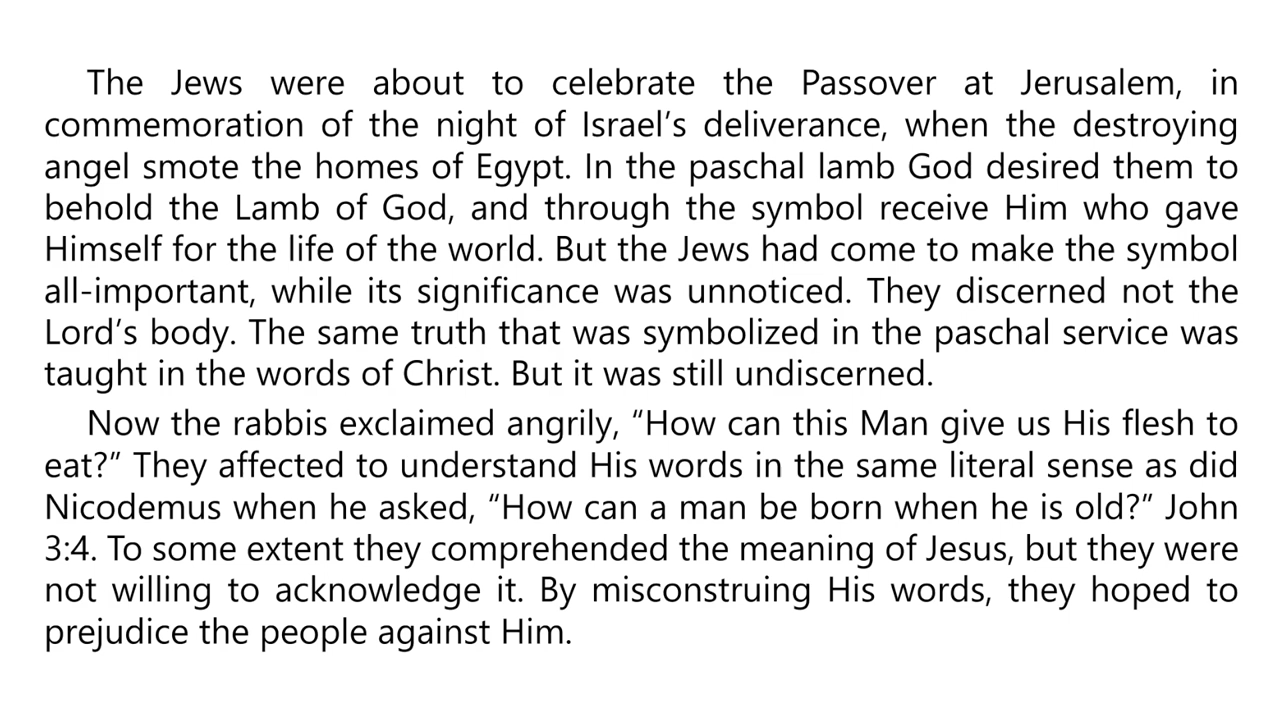 The Jews were about to celebrate the Passover at Jerusalem, in
commemoration of the night of Israel’s deliverance, when the destroying
angel smote the homes of Egypt. In the paschal lamb God desired them to
behold the Lamb of God, and through the symbol receive Him who gave
Himself for the life of the world. But the Jews had come to make the symbol
all-important, while its significance was unnoticed. They discerned not the
Lord’s body. The same truth that was symbolized in the paschal service was
taught in the words of Christ. But it was still undiscerned.
Now the rabbis exclaimed angrily, “How can this Man give us His flesh to
eat?” They affected to understand His words in the same literal sense as did
Nicodemus when he asked, “How can a man be born when he is old?” John
3:4. To some extent they comprehended the meaning of Jesus, but they were
not willing to acknowledge it. By misconstruing His words, they hoped to
prejudice the people against Him.